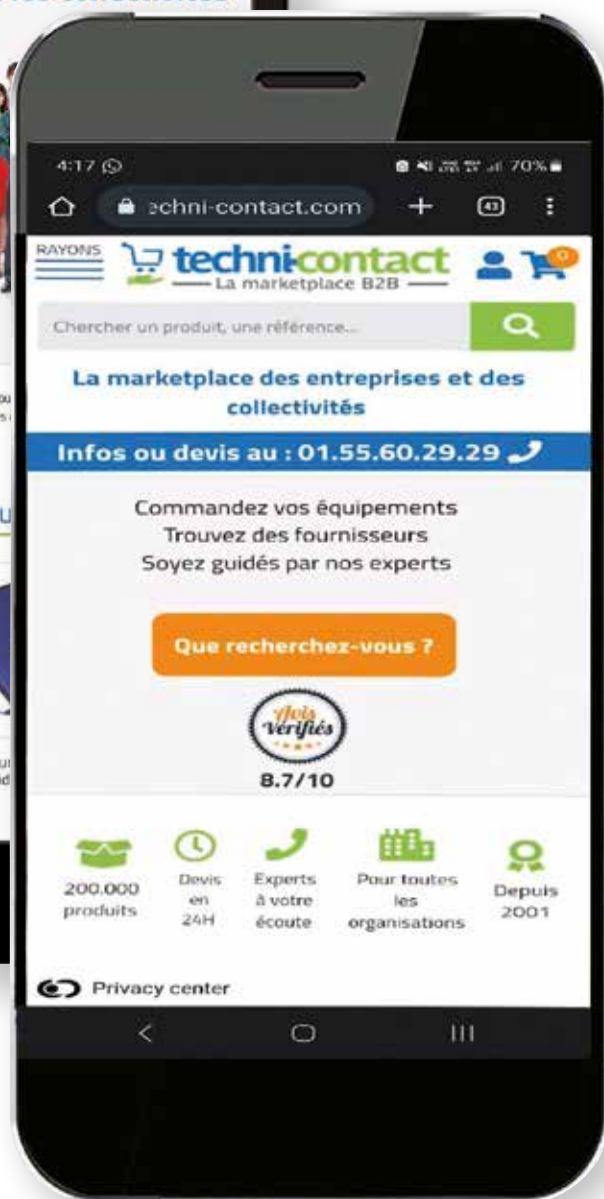 4:17
70%
echni-contact.com
43
RAYONS
techni-contact
0
La marketplace B2B
Chercher un produit, une référence...
La marketplace des entreprises et des
collectivités
Infos ou devis au : 01.55.60.29.29
Commandez vos équipements
Trouvez des fournisseurs
Soyez guidés par nos experts
Que recherchez-vous ?
Avis
Vérifiés
8.7/10
200.000
produits
Devis
en
24H
Experts
à votre
écoute
Pour toutes
les
organisations
Depuis
2001
Privacy center